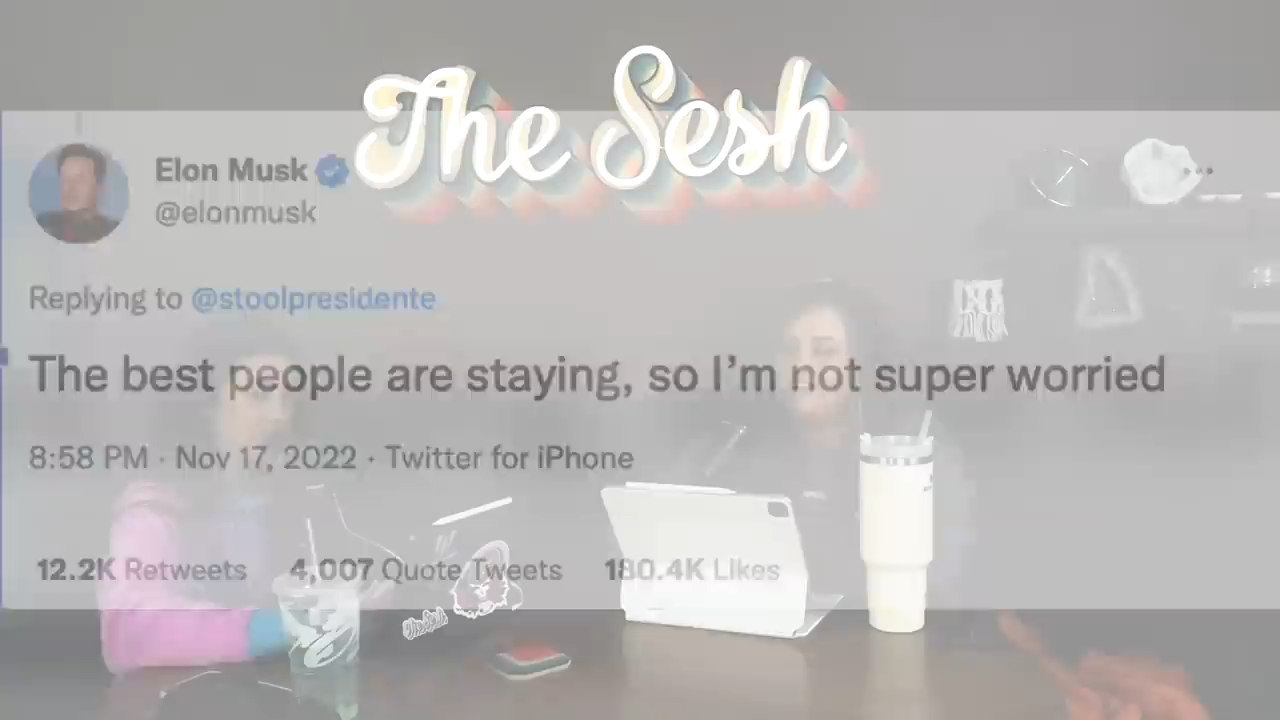 The Sesh
Elon Musk
@elonmusk
Replying to @stoolpresidente
The best people are staying, so I’m not super worried
8:58 PM · Nov 17, 2022 · Twitter for iPhone
12.2K Retweets 4,007 Quote Tweets 180.4K Likes